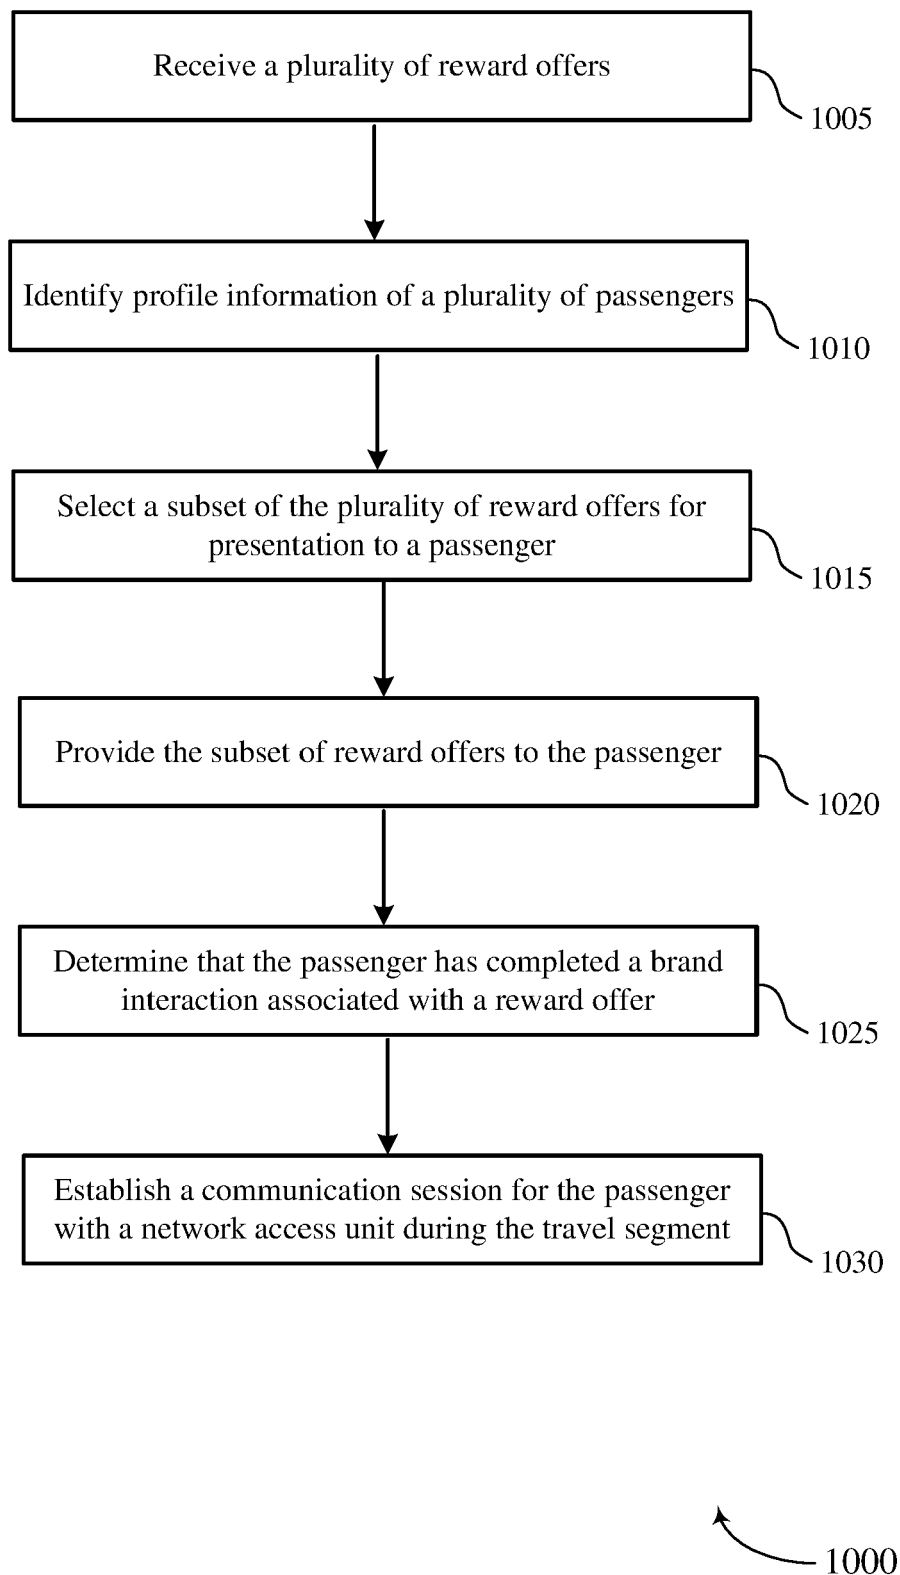 Receive a plurality of reward offers
1005
Identify profile information of a plurality of passengers
1010
Select a subset of the plurality of reward offers for
presentation to a passenger
1015
Provide the subset of reward offers to the passenger
1020
Determine that the passenger has completed a brand
interaction associated with a reward offer
1025
Establish a communication session for the passenger
with a network access unit during the travel segment
1030
1000